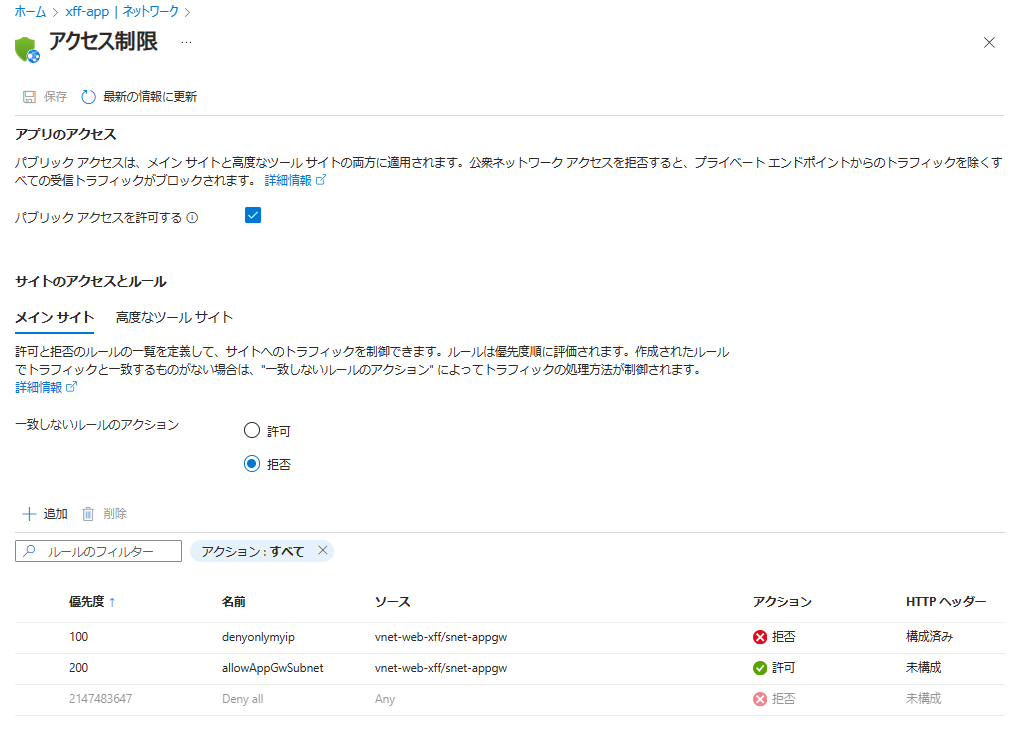 ホーム > xff-app | ネットワーク >
アクセス制限 …
保存 最新の情報に更新
アプリのアクセス
パブリック アクセスは、メイン サイトと高度なツール サイトの両方に適用されます。公衆ネットワーク アクセスを拒否すると、プライベート エンドポイントからのトラフィックを除くす
べての受信トラフィックがブロックされます。 詳細情報
パブリック アクセスを許可する
サイトのアクセスとルール
メイン サイト 高度なツール サイト
許可と拒否のルールの一覧を定義して、サイトへのトラフィックを制御できます。ルールは優先度順に評価されます。作成されたルール
でトラフィックと一致するものがない場合は、"一致しないルールのアクション" によってトラフィックの処理方法が制御されます。
詳細情報
一致しないルールのアクション
許可
拒否
追加 削除
ルールのフィルター アクション : すべて
優先度 ↑ 名前 ソース アクション HTTP ヘッダー
100 denyonlymyip vnet-web-xff/snet-appgw 拒否 構成済み
200 allowAppGwSubnet vnet-web-xff/snet-appgw 許可 未構成
2147483647 Deny all Any 拒否 未構成